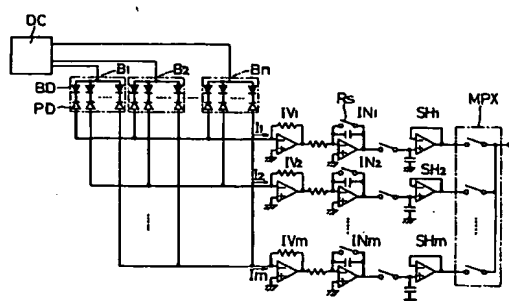 DC
B1 B2 Bn
BD
PD
IV1 Rs IN1 SH1 MPX
I1
IV2 IN2 SH2
I2
IVm INm SHm
Im